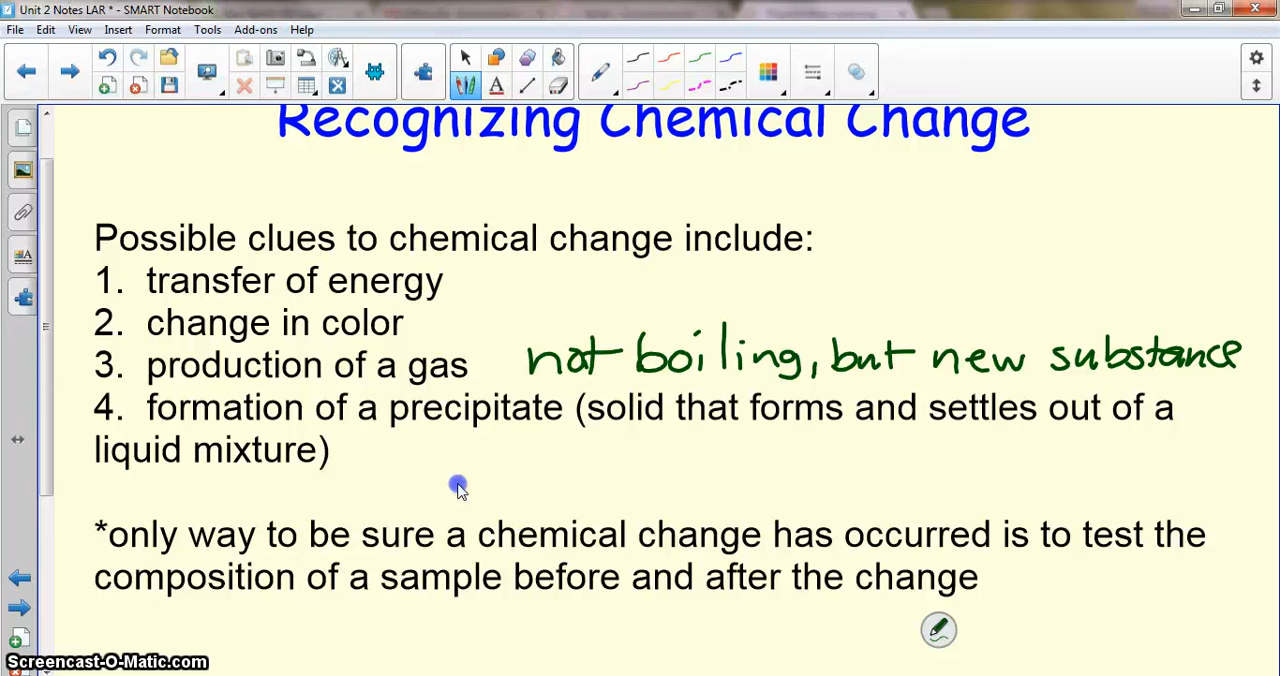 Unit 2 Notes LAR * - SMART Notebook
File Edit View Insert Format Tools Add-ons Help
Recognizing Chemical Change
Possible clues to chemical change include:
1. transfer of energy
2. change in color
3. production of a gas not boiling, but new substance
4. formation of a precipitate (solid that forms and settles out of a
liquid mixture)
*only way to be sure a chemical change has occurred is to test the
composition of a sample before and after the change
Screencast-O-Matic.com